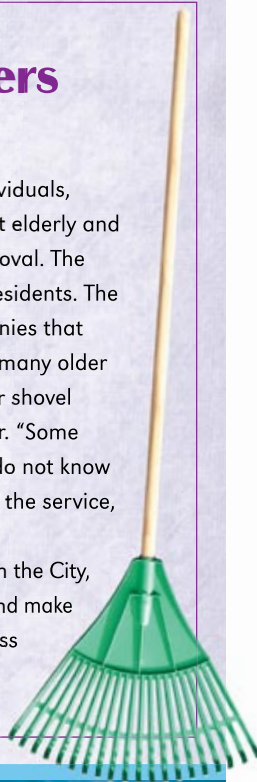 ers
viduals,
t elderly and
oval. The
esidents. The
nies that
many older
r shovel
r. “Some
do not know
the service,
n the City,
nd make
ss